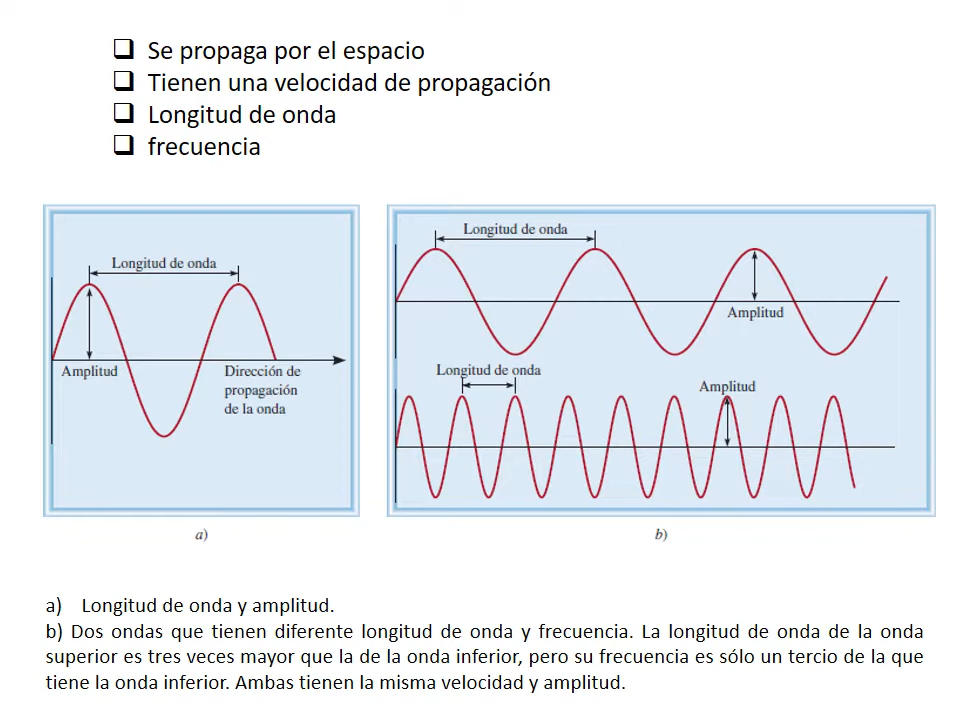 Se propaga por el espacio
Tienen una velocidad de propagación
Longitud de onda
frecuencia
Longitud de onda
Amplitud
Dirección de
propagación
de la onda
a)
Longitud de onda
Amplitud
Longitud de onda
Amplitud
b)
a) Longitud de onda y amplitud.
b) Dos ondas que tienen diferente longitud de onda y frecuencia. La longitud de onda de la onda
superior es tres veces mayor que la de la onda inferior, pero su frecuencia es sólo un tercio de la que
tiene la onda inferior. Ambas tienen la misma velocidad y amplitud.